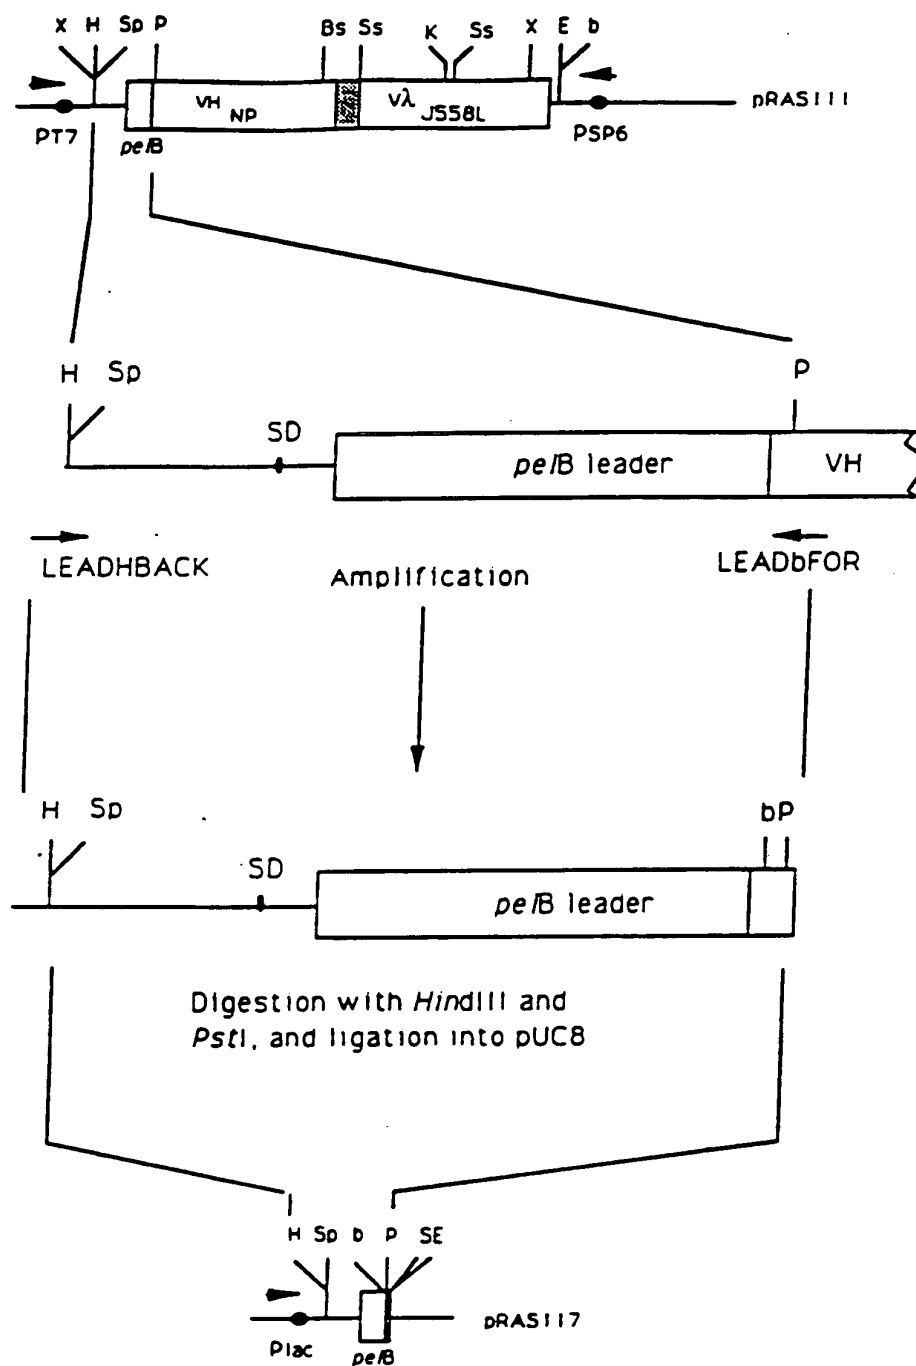 X H Sp P Bs Ss K Ss X E b
VH NP Vλ J558L pRAS111
PT7 pelB PSP6
H Sp P
SD
pelB leader VH
LEADHBACK Amplification LEADbFOR
H Sp bP
SD
pelB leader
Digestion with HindIII and
PstI, and ligation into pUC8
H Sp b P SE
pRAS117
Plac pelB